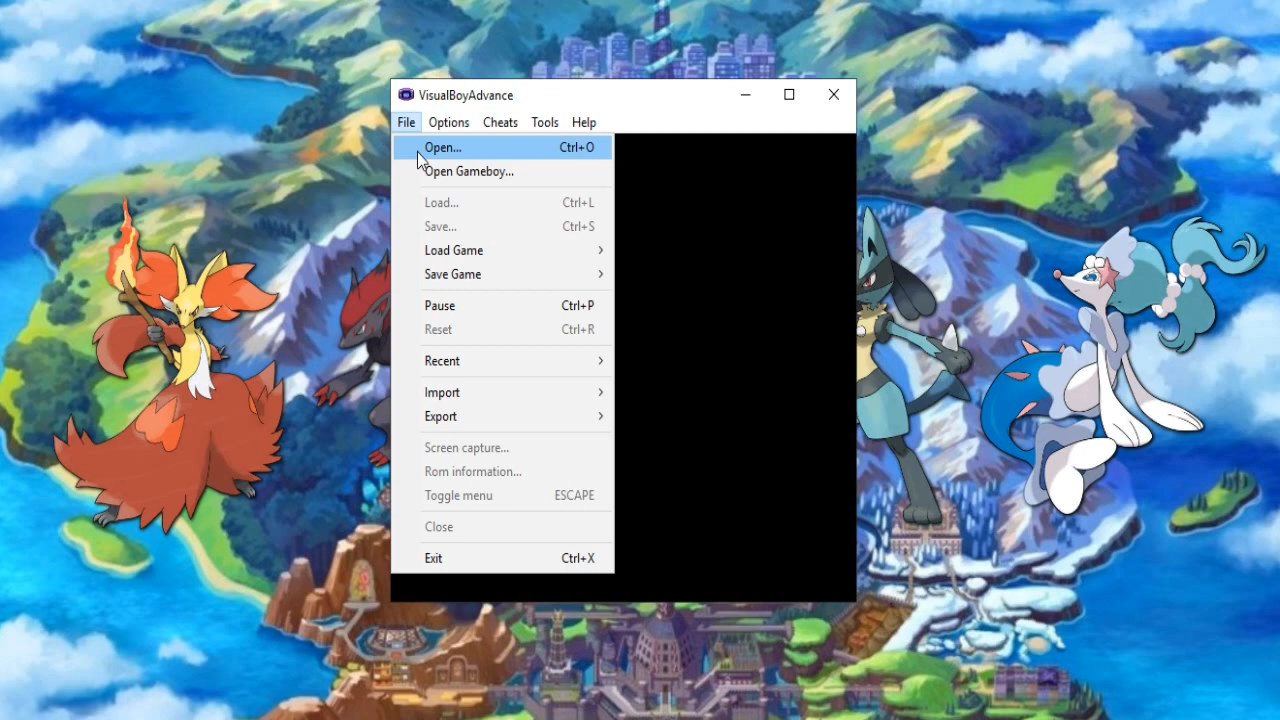 VisualBoyAdvance
File Options Cheats Tools Help
Open... Ctrl+O
Open Gameboy...
Load... Ctrl+L
Save... Ctrl+S
Load Game
Save Game
Pause Ctrl+P
Reset Ctrl+R
Recent
Import
Export
Screen capture...
Rom information...
Toggle menu ESCAPE
Close
Exit Ctrl+X